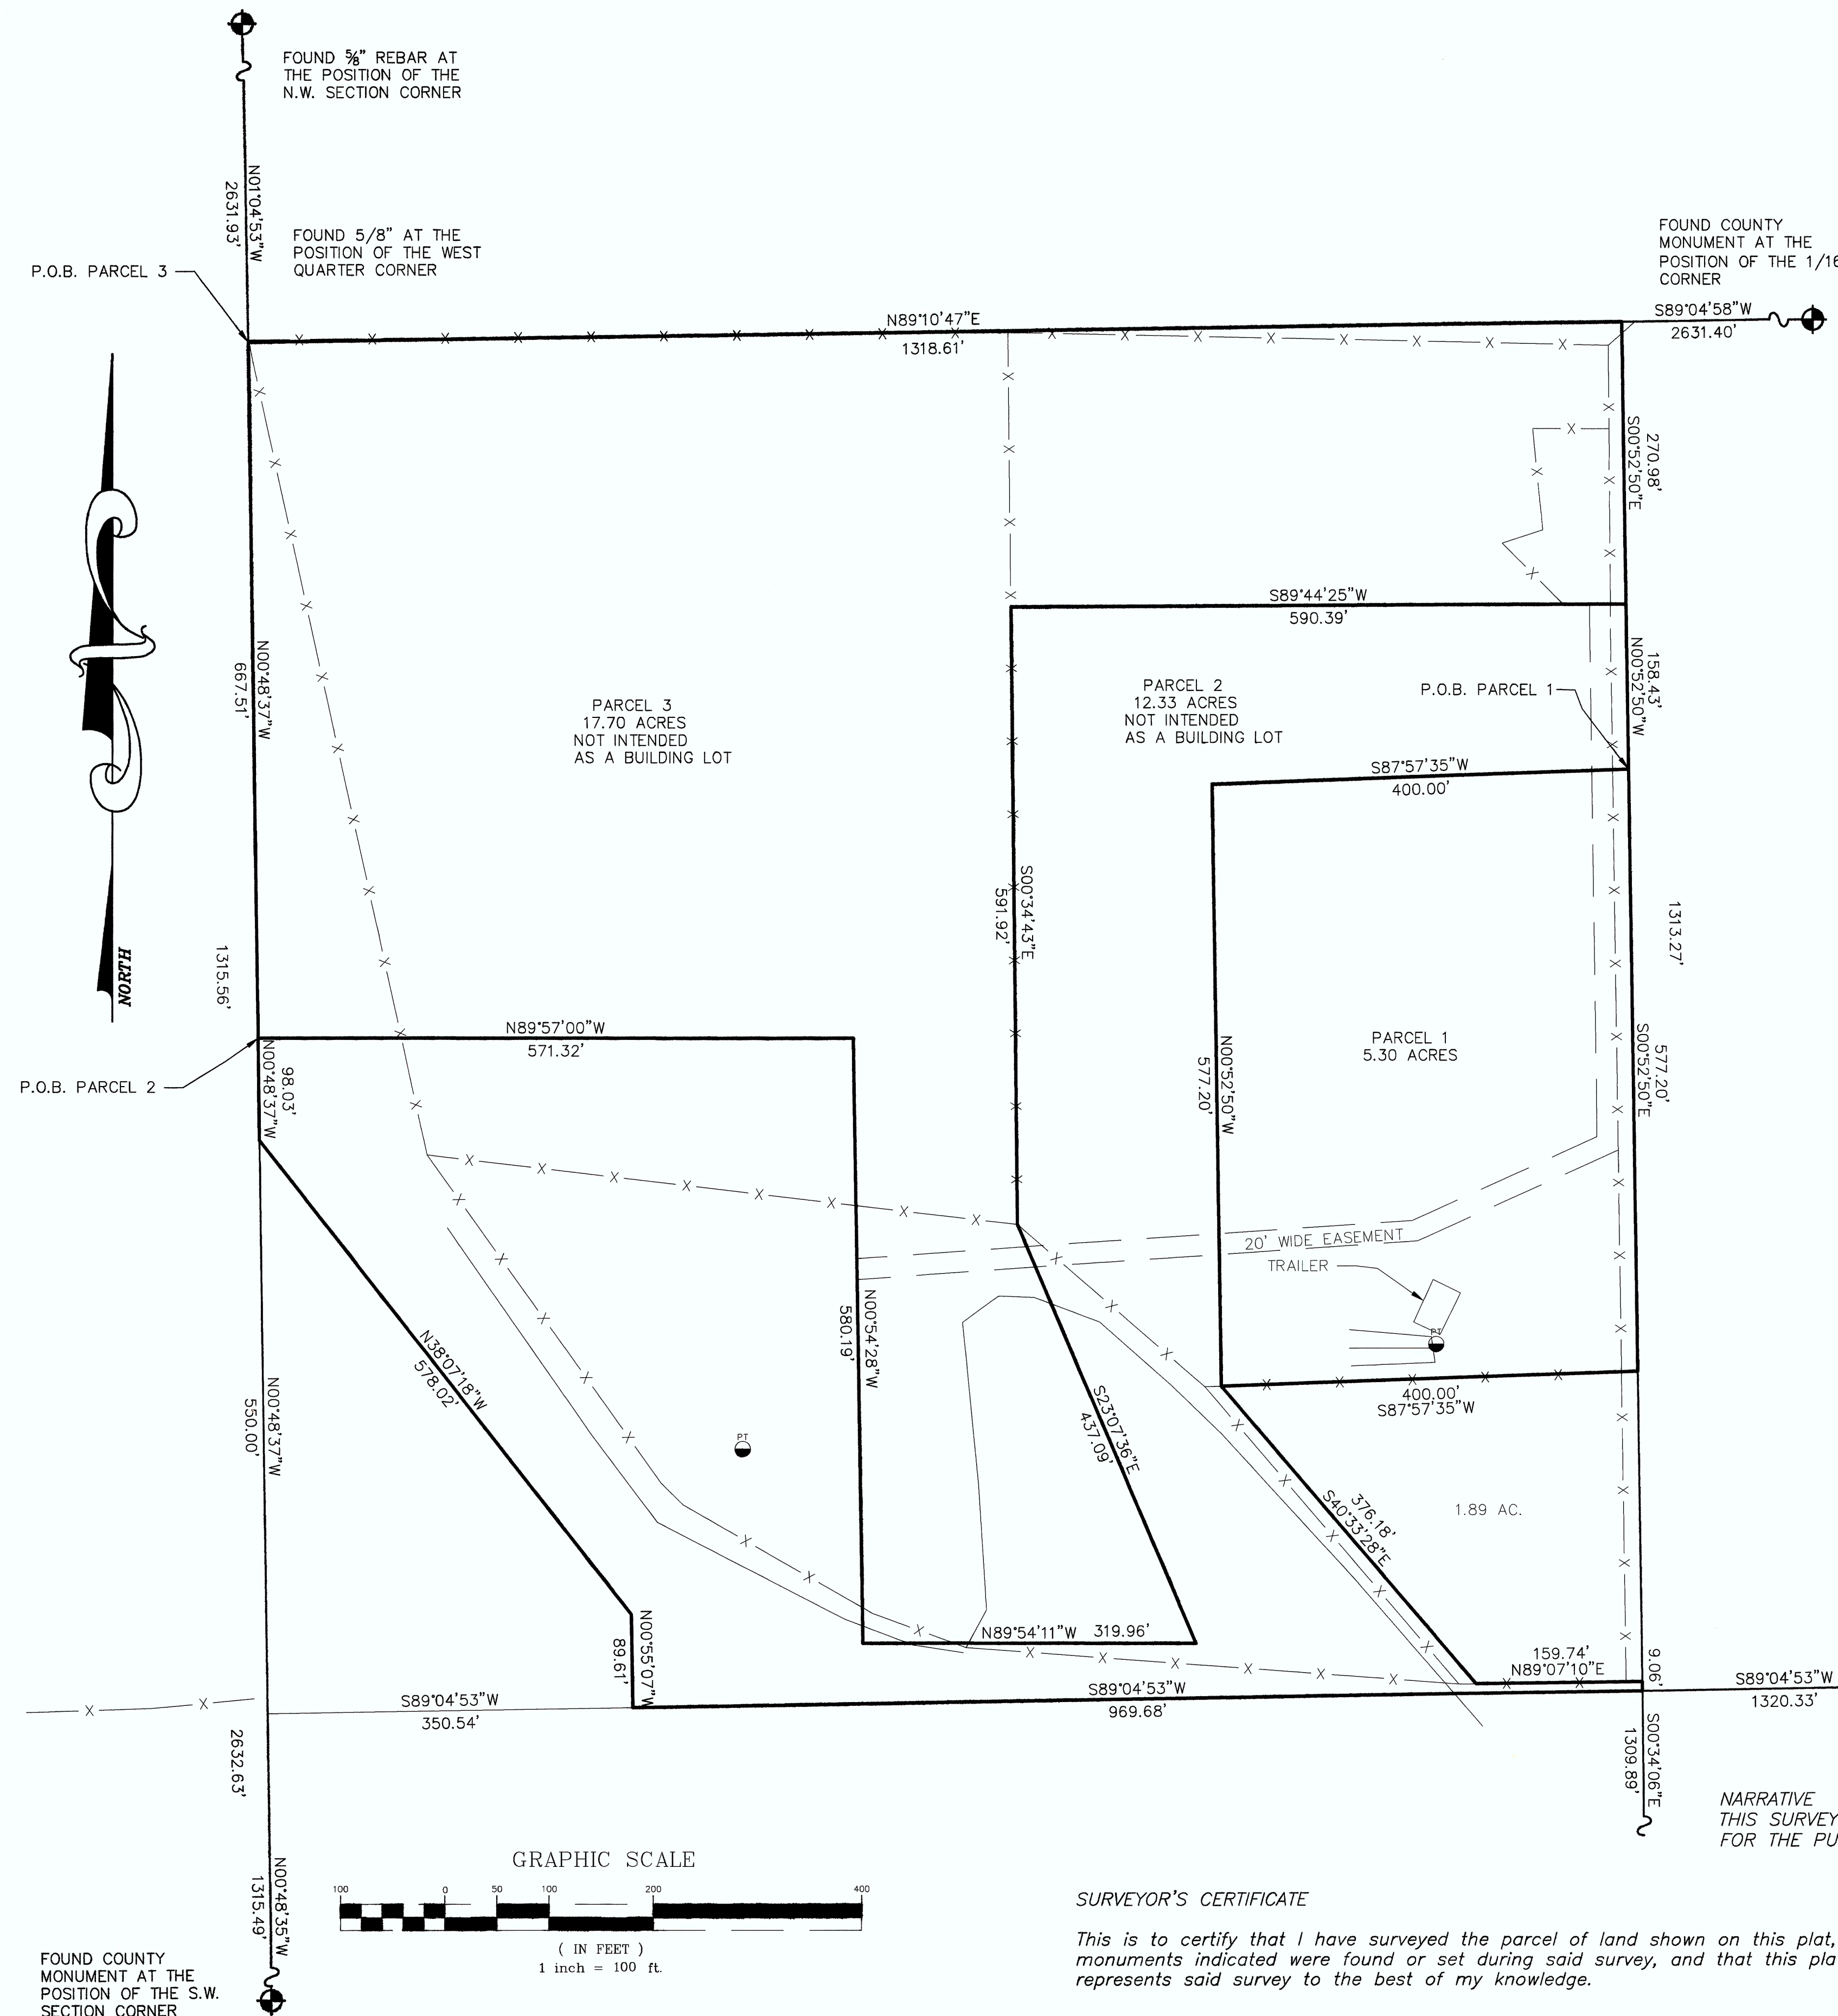 FOUND ⅝" REBAR AT
THE POSITION OF THE
N.W. SECTION CORNER
N01°04'53"W
2631.93'
FOUND 5/8" AT THE
POSITION OF THE WEST
QUARTER CORNER
P.O.B. PARCEL 3
FOUND COUNTY
MONUMENT AT THE
POSITION OF THE 1/16
CORNER
S89°04'58"W
2631.40'
N89°10'47"E
1318.61'
S00°52'50"E
270.98'
S89°44'25"W
590.39'
N00°52'50"W
158.43'
N00°48'37"W
667.51'
PARCEL 3
17.70 ACRES
NOT INTENDED
AS A BUILDING LOT
PARCEL 2
12.33 ACRES
NOT INTENDED
AS A BUILDING LOT
P.O.B. PARCEL 1
S87°57'35"W
400.00'
S00°34'43"E
591.92'
1313.27'
NORTH
1315.56'
N89°57'00"W
571.32'
P.O.B. PARCEL 2
N00°48'37"W
98.03'
N00°52'50"W
577.20'
PARCEL 1
5.30 ACRES
S00°52'50"E
577.20'
20' WIDE EASEMENT
TRAILER
PT
N00°54'28"W
580.19'
N38°07'18"W
578.02'
N00°48'37"W
550.00'
S23°07'36"E
437.09'
400.00'
S87°57'35"W
PT
376.18'
S40°33'28"E
1.89 AC.
N00°55'07"W
89.61'
N89°54'11"W 319.96'
159.74'
N89°07'10"E
9.06'
S89°04'53"W
350.54'
S89°04'53"W
969.68'
S89°04'53"W
1320.33'
2632.63'
S00°34'06"E
1309.89'
NARRATIVE
THIS SURVEY
FOR THE PU
GRAPHIC SCALE
100 0 50 100 200 400
( IN FEET )
1 inch = 100 ft.
N00°48'35"W
1315.49'
SURVEYOR'S CERTIFICATE
This is to certify that I have surveyed the parcel of land shown on this plat,
monuments indicated were found or set during said survey, and that this pla
represents said survey to the best of my knowledge.
FOUND COUNTY
MONUMENT AT THE
POSITION OF THE S.W.
SECTION CORNER